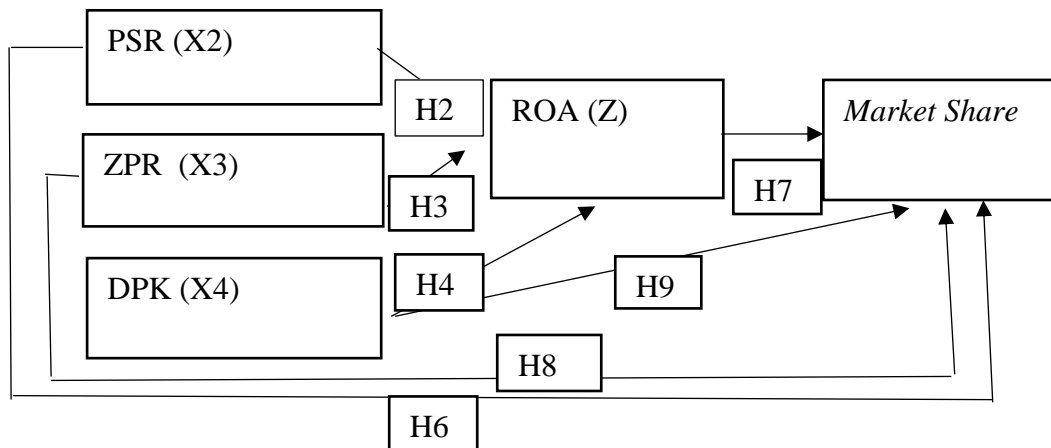 PSR (X2)
H2
ROA (Z)
Market Share
ZPR (X3)
H3
H7
DPK (X4)
H4
H9
H8
H6